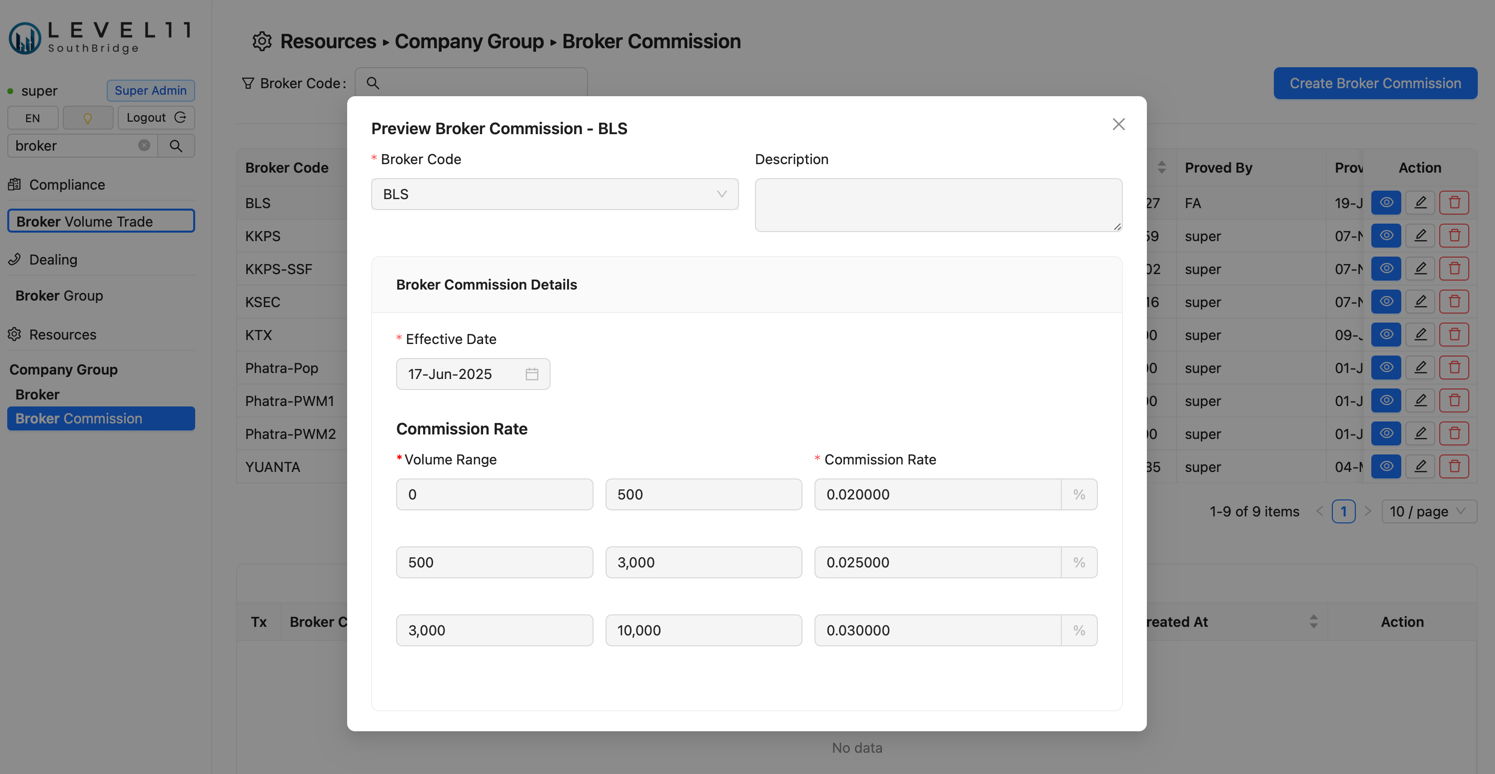 LEVEL11
SouthBridge
super
Super Admin
EN
Logout
broker
Compliance
Broker Volume Trade
Dealing
Broker Group
Resources
Company Group
Broker
Broker Commission
Resources ▸ Company Group ▸ Broker Commission
Broker Code :
Create Broker Commission
Preview Broker Commission - BLS
* Broker Code
Description
BLS
Broker Commission Details
* Effective Date
17-Jun-2025
Commission Rate
* Volume Range
* Commission Rate
0 500 0.020000 %
500 3,000 0.025000 %
3,000 10,000 0.030000 %
Broker Code Proved By Action
BLS 27 FA 19-J
KKPS 59 super 07-N
KKPS-SSF 02 super 07-N
KSEC 16 super 07-N
KTX super 09-J
Phatra-Pop super 01-J
Phatra-PWM1 super 01-J
Phatra-PWM2 super 01-J
YUANTA 35 super 04-M
1-9 of 9 items
1
10 / page
Tx Broker C reated At Action
No data